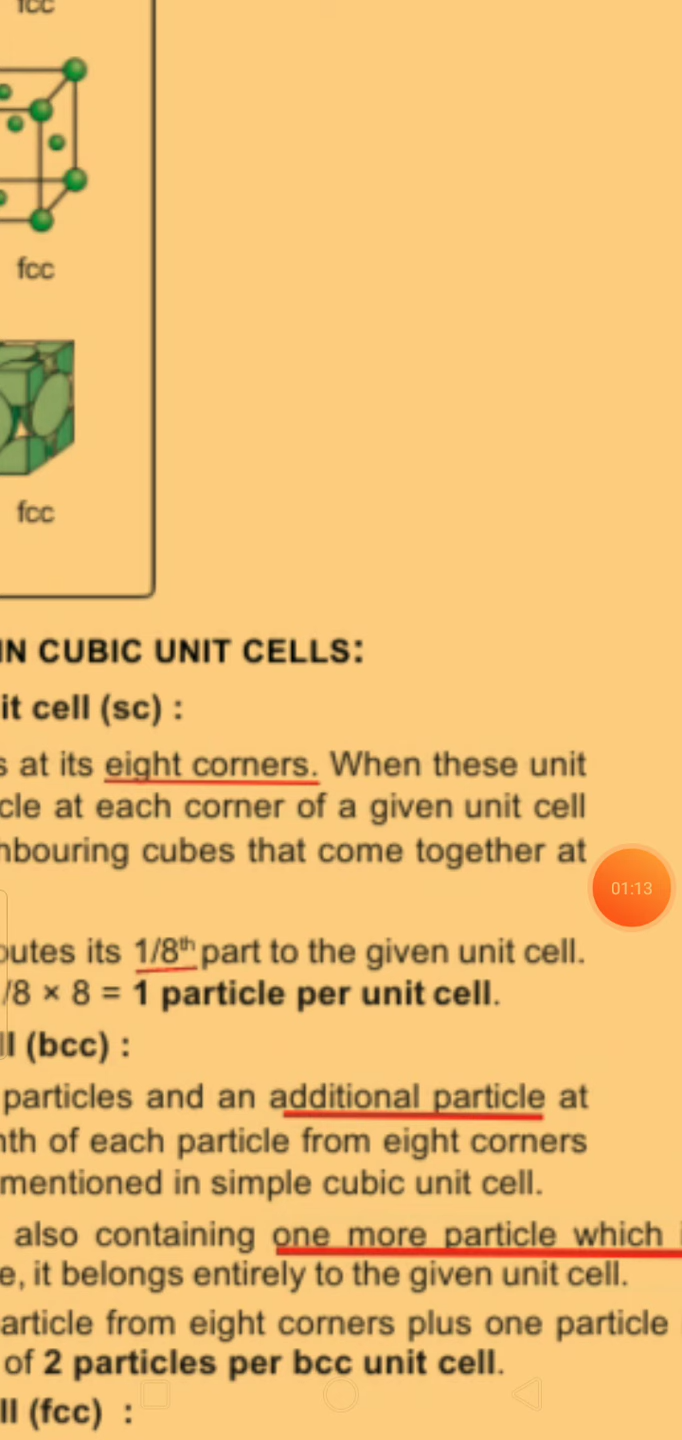 fcc
fcc
fcc
IN CUBIC UNIT CELLS:
it cell (sc) :
s at its eight corners. When these unit
cle at each corner of a given unit cell
hbouring cubes that come together at
01:13
outes its 1/8th part to the given unit cell.
/8 × 8 = 1 particle per unit cell.
ll (bcc) :
particles and an additional particle at
nth of each particle from eight corners
mentioned in simple cubic unit cell.
also containing one more particle which i
e, it belongs entirely to the given unit cell.
article from eight corners plus one particle
of 2 particles per bcc unit cell.
ll (fcc) :